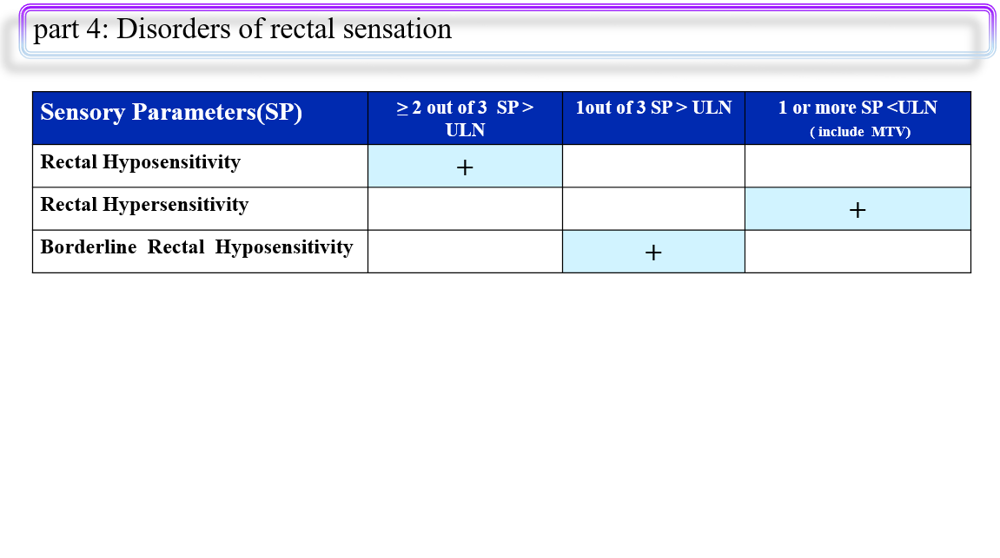 part 4: Disorders of rectal sensation
Sensory Parameters(SP)
≥ 2 out of 3 SP >
ULN
1out of 3 SP > ULN
1 or more SP <ULN
( include MTV)
Rectal Hyposensitivity
+
Rectal Hypersensitivity
+
Borderline Rectal Hyposensitivity
+